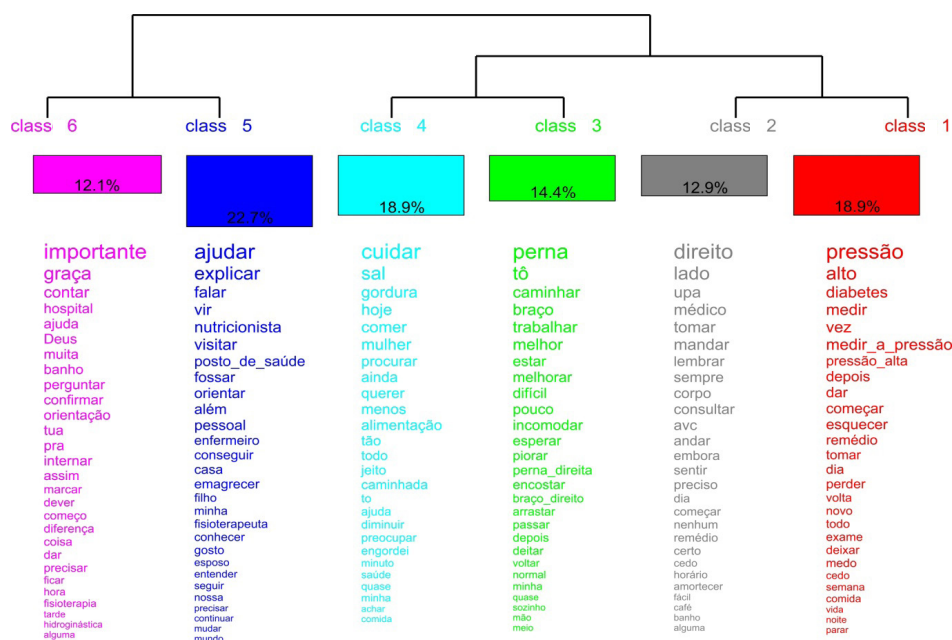 class 6
class 5
class 4
class 3
class 2
class 1
12.1%
22.7%
18.9%
14.4%
12.9%
18.9%
importante
graça
contar
hospital
ajuda
Deus
muita
banho
perguntar
confirmar
orientação
tua
pra
internar
assim
marcar
dever
começo
diferença
coisa
dar
precisar
ficar
hora
fisioterapia
tarde
hidroginástica
alguma
ajudar
explicar
falar
vir
nutricionista
visitar
posto_de_saúde
fossar
orientar
além
pessoal
enfermeiro
conseguir
casa
emagrecer
filho
minha
fisioterapeuta
conhecer
gosto
esposo
entender
seguir
nossa
precisar
continuar
mudar
mundo
cuidar
sal
gordura
hoje
comer
mulher
procurar
ainda
querer
menos
alimentação
tão
todo
jeito
caminhada
to
ajuda
diminuir
preocupar
engordei
minuto
saúde
quase
minha
achar
comida
perna
tô
caminhar
braço
trabalhar
melhor
estar
melhorar
difícil
pouco
incomodar
esperar
piorar
perna_direita
encostar
braço_direito
arrastar
passar
depois
deitar
voltar
normal
minha
quase
sozinho
mão
meio
direito
lado
upa
médico
tomar
mandar
lembrar
sempre
corpo
consultar
avc
andar
embora
sentir
preciso
dia
começar
nenhum
remédio
certo
cedo
horário
amortecer
fácil
café
banho
alguma
pressão
alto
diabetes
medir
vez
medir_a_pressão
pressão_alta
depois
dar
começar
esquecer
remédio
tomar
dia
perder
volta
novo
todo
exame
deixar
medo
cedo
semana
comida
vida
noite
parar